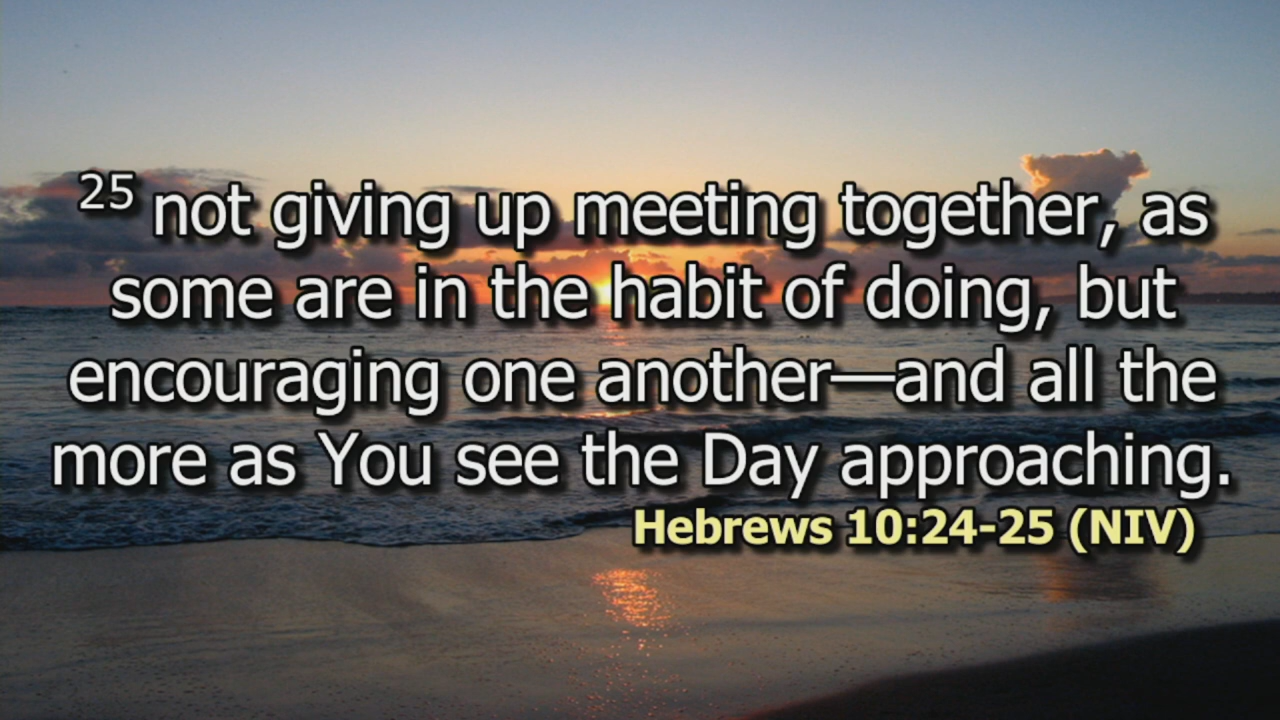 25 not giving up meeting together, as
some are in the habit of doing, but
encouraging one another—and all the
more as You see the Day approaching.
Hebrews 10:24-25 (NIV)